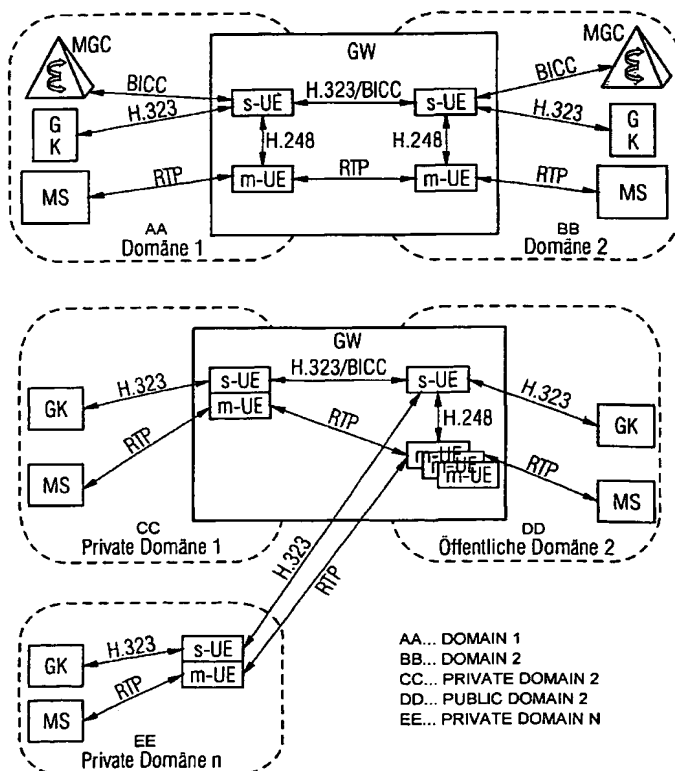 MGC
GW
MGC
BICC
BICC
s-UE
H.323/BICC
s-UE
H.323
H.323
G
K
G
K
H.248
H.248
MS
RTP
m-UE
RTP
m-UE
RTP
MS
AA
Domäne 1
BB
Domäne 2
GW
H.323/BICC
s-UE
s-UE
H.323
H.323
GK
m-UE
H.248
GK
RTP
RTP
m-UE
m-UE
m-UE
RTP
MS
MS
CC
Private Domäne 1
DD
Öffentliche Domäne 2
H.323
RTP
GK
H.323
s-UE
RTP
m-UE
MS
EE
Private Domäne n
AA... DOMAIN 1
BB... DOMAIN 2
CC... PRIVATE DOMAIN 2
DD... PUBLIC DOMAIN 2
EE... PRIVATE DOMAIN N